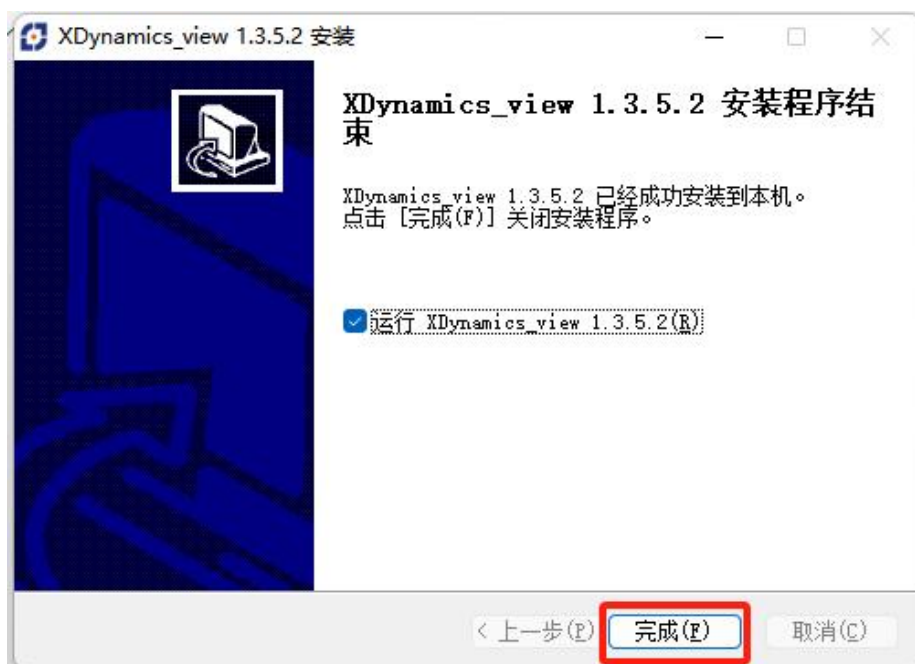 XDynamics_view 1.3.5.2 安装
XDynamics_view 1.3.5.2 安装程序结
束
XDynamics_view 1.3.5.2 已经成功安装到本机。
点击 [完成(F)] 关闭安装程序。
运行 XDynamics_view 1.3.5.2(R)
< 上一步(P) 完成(F) 取消(C)